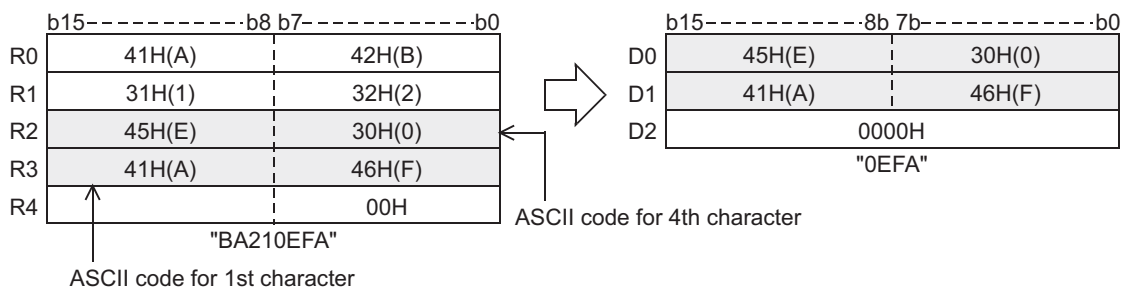 b15 b8 b7 b0
R0 41H(A) 42H(B)
R1 31H(1) 32H(2)
R2 45H(E) 30H(0)
R3 41H(A) 46H(F)
R4 00H
"BA210EFA"
ASCII code for 1st character
ASCII code for 4th character
b15 8b 7b b0
D0 45H(E) 30H(0)
D1 41H(A) 46H(F)
D2 0000H
"0EFA"